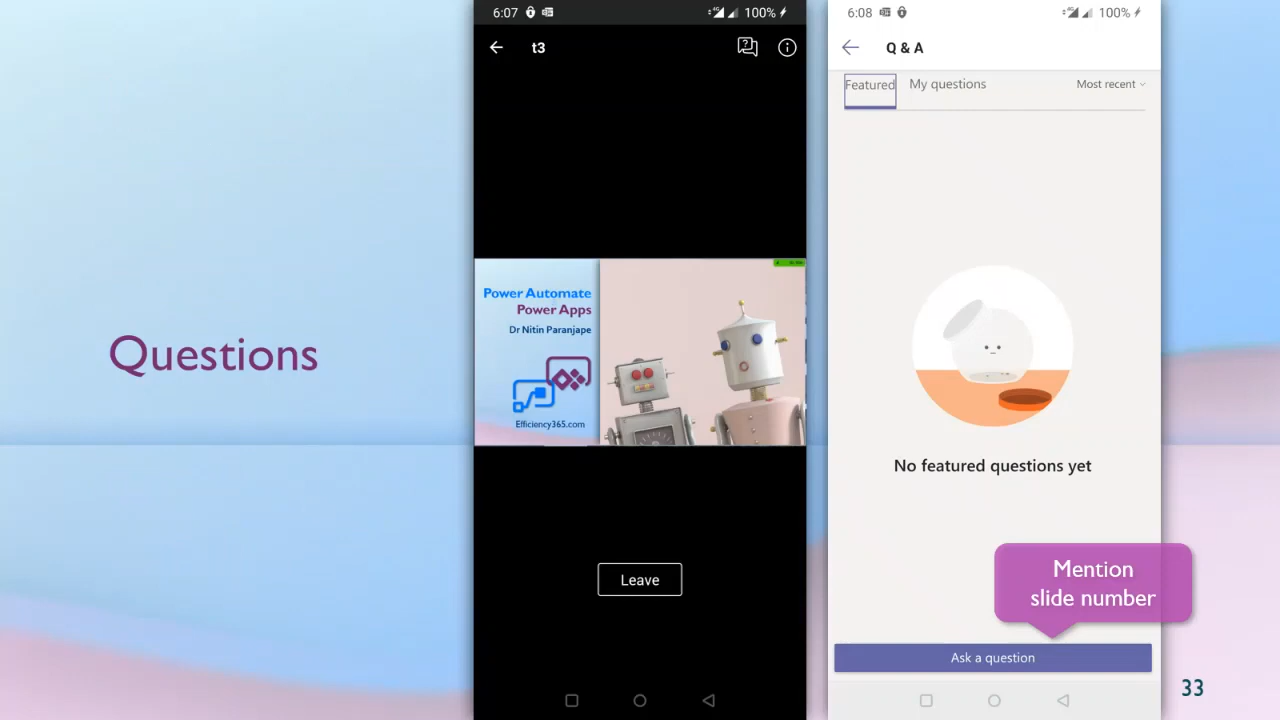 Questions
6:07
100%
t3
Power Automate
Power Apps
Dr Nitin Paranjape
Efficiency365.com
Leave
6:08
100%
Q & A
Featured
My questions
Most recent
No featured questions yet
Mention
slide number
Ask a question
33